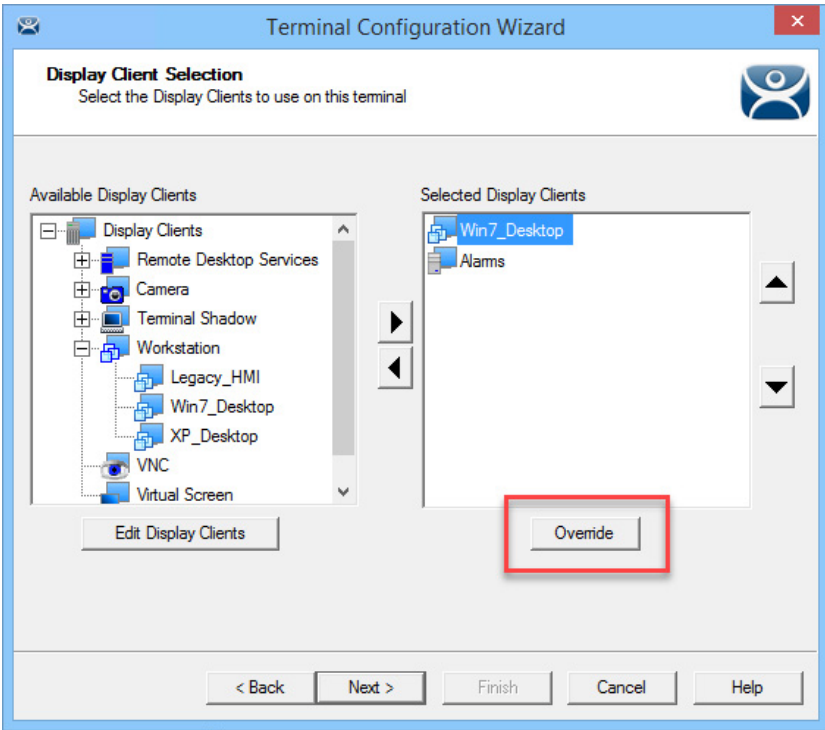 Terminal Configuration Wizard
Display Client Selection
Select the Display Clients to use on this terminal
Available Display Clients
Display Clients
Remote Desktop Services
Camera
Terminal Shadow
Workstation
Legacy_HMI
Win7_Desktop
XP_Desktop
VNC
Virtual Screen
Edit Display Clients
Selected Display Clients
Win7_Desktop
Alarms
Override
< Back
Next >
Finish
Cancel
Help